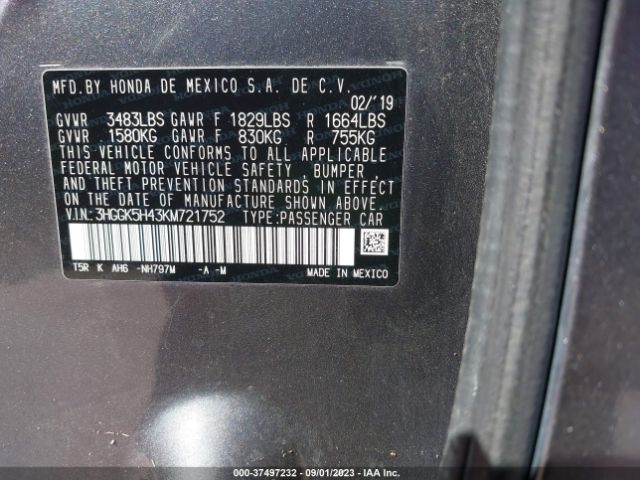 MFD.BY HONDA DE MEXICO S.A. DE C.V.
02/'19
GVWR 3483LBS GAWR F 1829LBS R 1664LBS
GVWR 1580KG GAWR F 830KG R 755KG
THIS VEHICLE CONFORMS TO ALL APPLICABLE
FEDERAL MOTOR VEHICLE SAFETY, BUMPER,
AND THEFT PREVENTION STANDARDS IN EFFECT
ON THE DATE OF MANUFACTURE SHOWN ABOVE.
V.I.N.:3HGGK5H43KM721752 TYPE:PASSENGER CAR
T5R K AH6 -NH797M -A -M MADE IN MEXICO
000-37497232 - 09/01/2023 - IAA Inc.